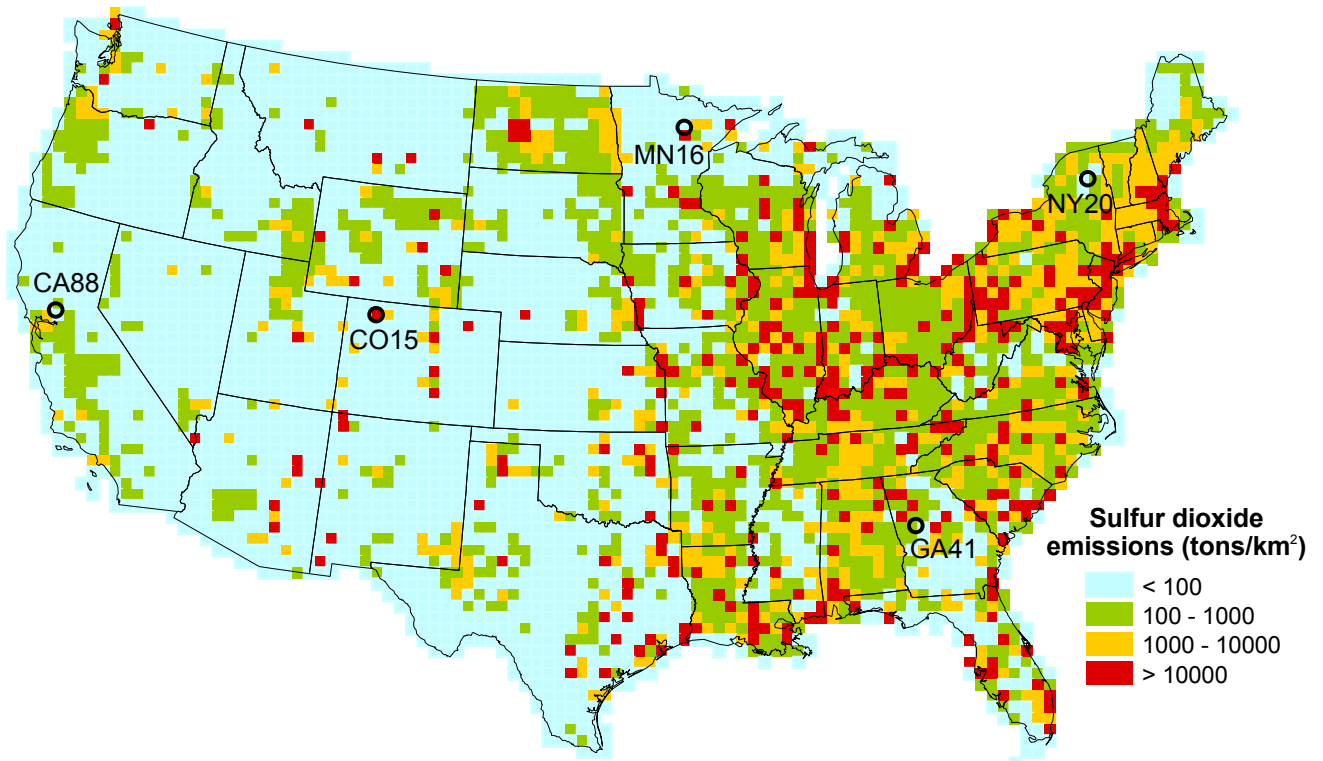 MN16
NY20
CA88
CO15
GA41
Sulfur dioxide
emissions (tons/km²)
< 100
100 - 1000
1000 - 10000
> 10000